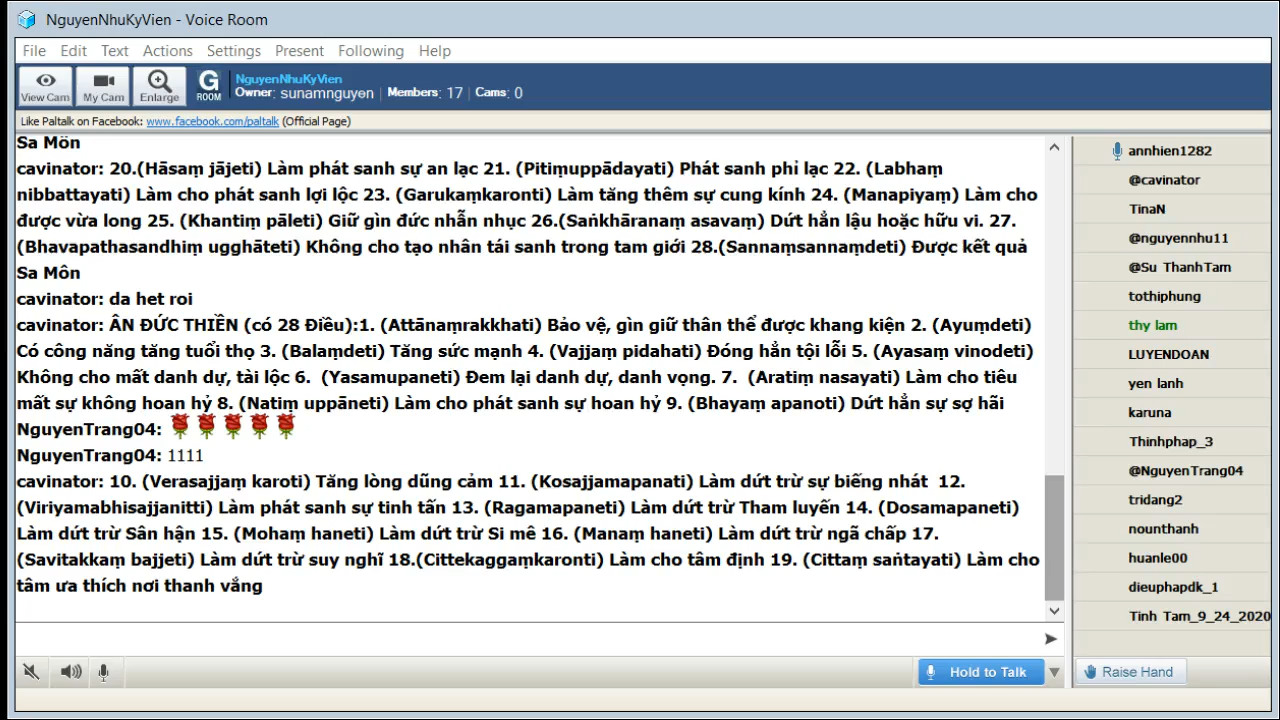 NguyenNhuKyVien - Voice Room
File Edit Text Actions Settings Present Following Help
View Cam My Cam Enlarge G ROOM NguyenNhuKyVien
Owner: sunamnguyen Members: 17 Cams: 0
Like Paltalk on Facebook: www.facebook.com/paltalk (Official Page)
Sa Môn
cavinator: 20.(Hāsaṃ jājeti) Làm phát sanh sự an lạc 21. (Pitiṃuppādayati) Phát sanh phỉ lạc 22. (Labhaṃ
nibbattayati) Làm cho phát sanh lợi lộc 23. (Garukaṃkaronti) Làm tăng thêm sự cung kính 24. (Manapiyaṃ) Làm cho
được vừa long 25. (Khantiṃ pāleti) Giữ gìn đức nhẫn nhục 26.(Saṅkhāranaṃ asavaṃ) Dứt hẳn lậu hoặc hữu vi. 27.
(Bhavapathasandhiṃ ugghāteti) Không cho tạo nhân tái sanh trong tam giới 28.(Sannaṃsannaṃdeti) Được kết quả
Sa Môn
cavinator: da het roi
cavinator: ÂN ĐỨC THIỀN (có 28 Điều):1. (Attānaṃrakkhati) Bảo vệ, gìn giữ thân thể được khang kiện 2. (Ayuṃdeti)
Có công năng tăng tuổi thọ 3. (Balaṃdeti) Tăng sức mạnh 4. (Vajjaṃ pidahati) Đóng hẳn tội lỗi 5. (Ayasaṃ vinodeti)
Không cho mất danh dự, tài lộc 6. (Yasamupaneti) Đem lại danh dự, danh vọng. 7. (Aratiṃ nasayati) Làm cho tiêu
mất sự không hoan hỷ 8. (Natiṃ uppāneti) Làm cho phát sanh sự hoan hỷ 9. (Bhayaṃ apanoti) Dứt hẳn sự sợ hãi
NguyenTrang04:
NguyenTrang04: 1111
cavinator: 10. (Verasajjaṃ karoti) Tăng lòng dũng cảm 11. (Kosajjamapanati) Làm dứt trừ sự biếng nhát 12.
(Viriyamabhisajjanitti) Làm phát sanh sự tinh tấn 13. (Ragamapaneti) Làm dứt trừ Tham luyến 14. (Dosamapaneti)
Làm dứt trừ Sân hận 15. (Mohaṃ haneti) Làm dứt trừ Si mê 16. (Manaṃ haneti) Làm dứt trừ ngã chấp 17.
(Savitakkaṃ bajjeti) Làm dứt trừ suy nghĩ 18.(Cittekaggaṃkaronti) Làm cho tâm định 19. (Cittaṃ saṅtayati) Làm cho
tâm ưa thích nơi thanh vắng
Hold to Talk
annhien1282
@cavinator
TinaN
@nguyennhu11
@Su ThanhTam
tothiphung
thy lam
LUYENDOAN
yen lanh
karuna
Thinhphap_3
@NguyenTrang04
tridang2
nounthanh
huanle00
dieuphapdk_1
Tinh Tam_9_24_2020
Raise Hand